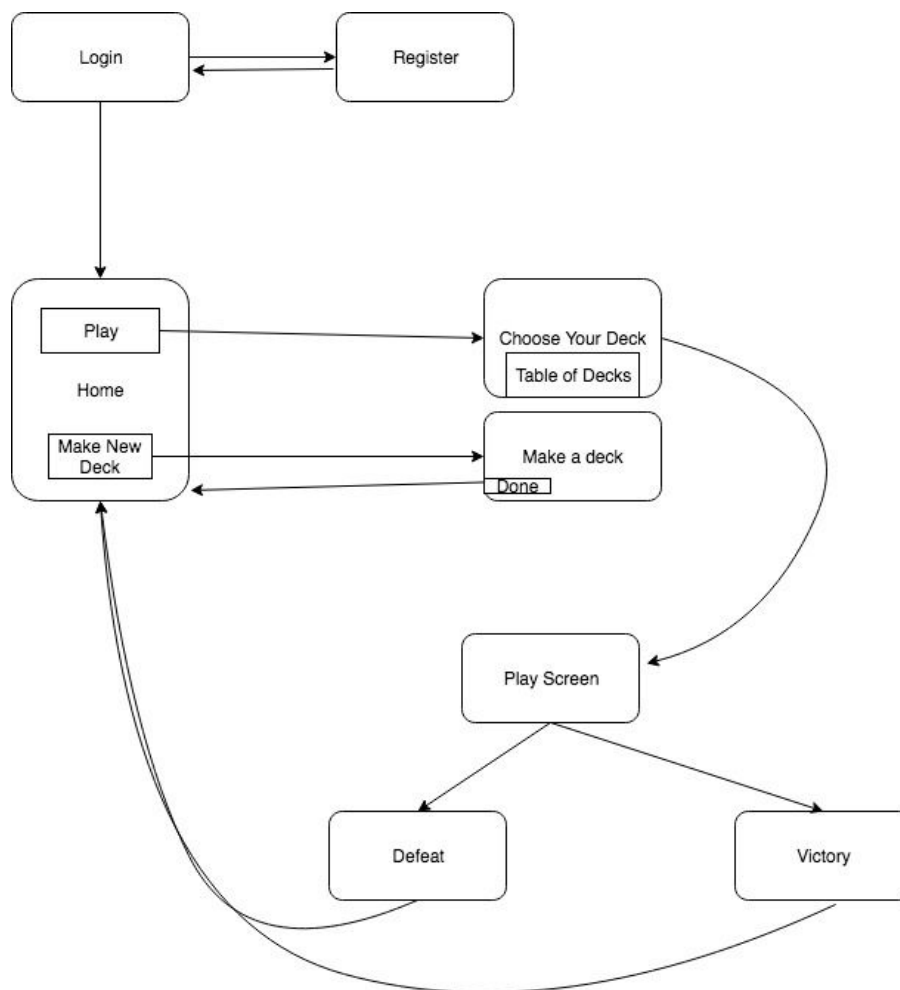 Login
Register
Play
Home
Make New
Deck
Choose Your Deck
Table of Decks
Make a deck
Done
Play Screen
Defeat
Victory